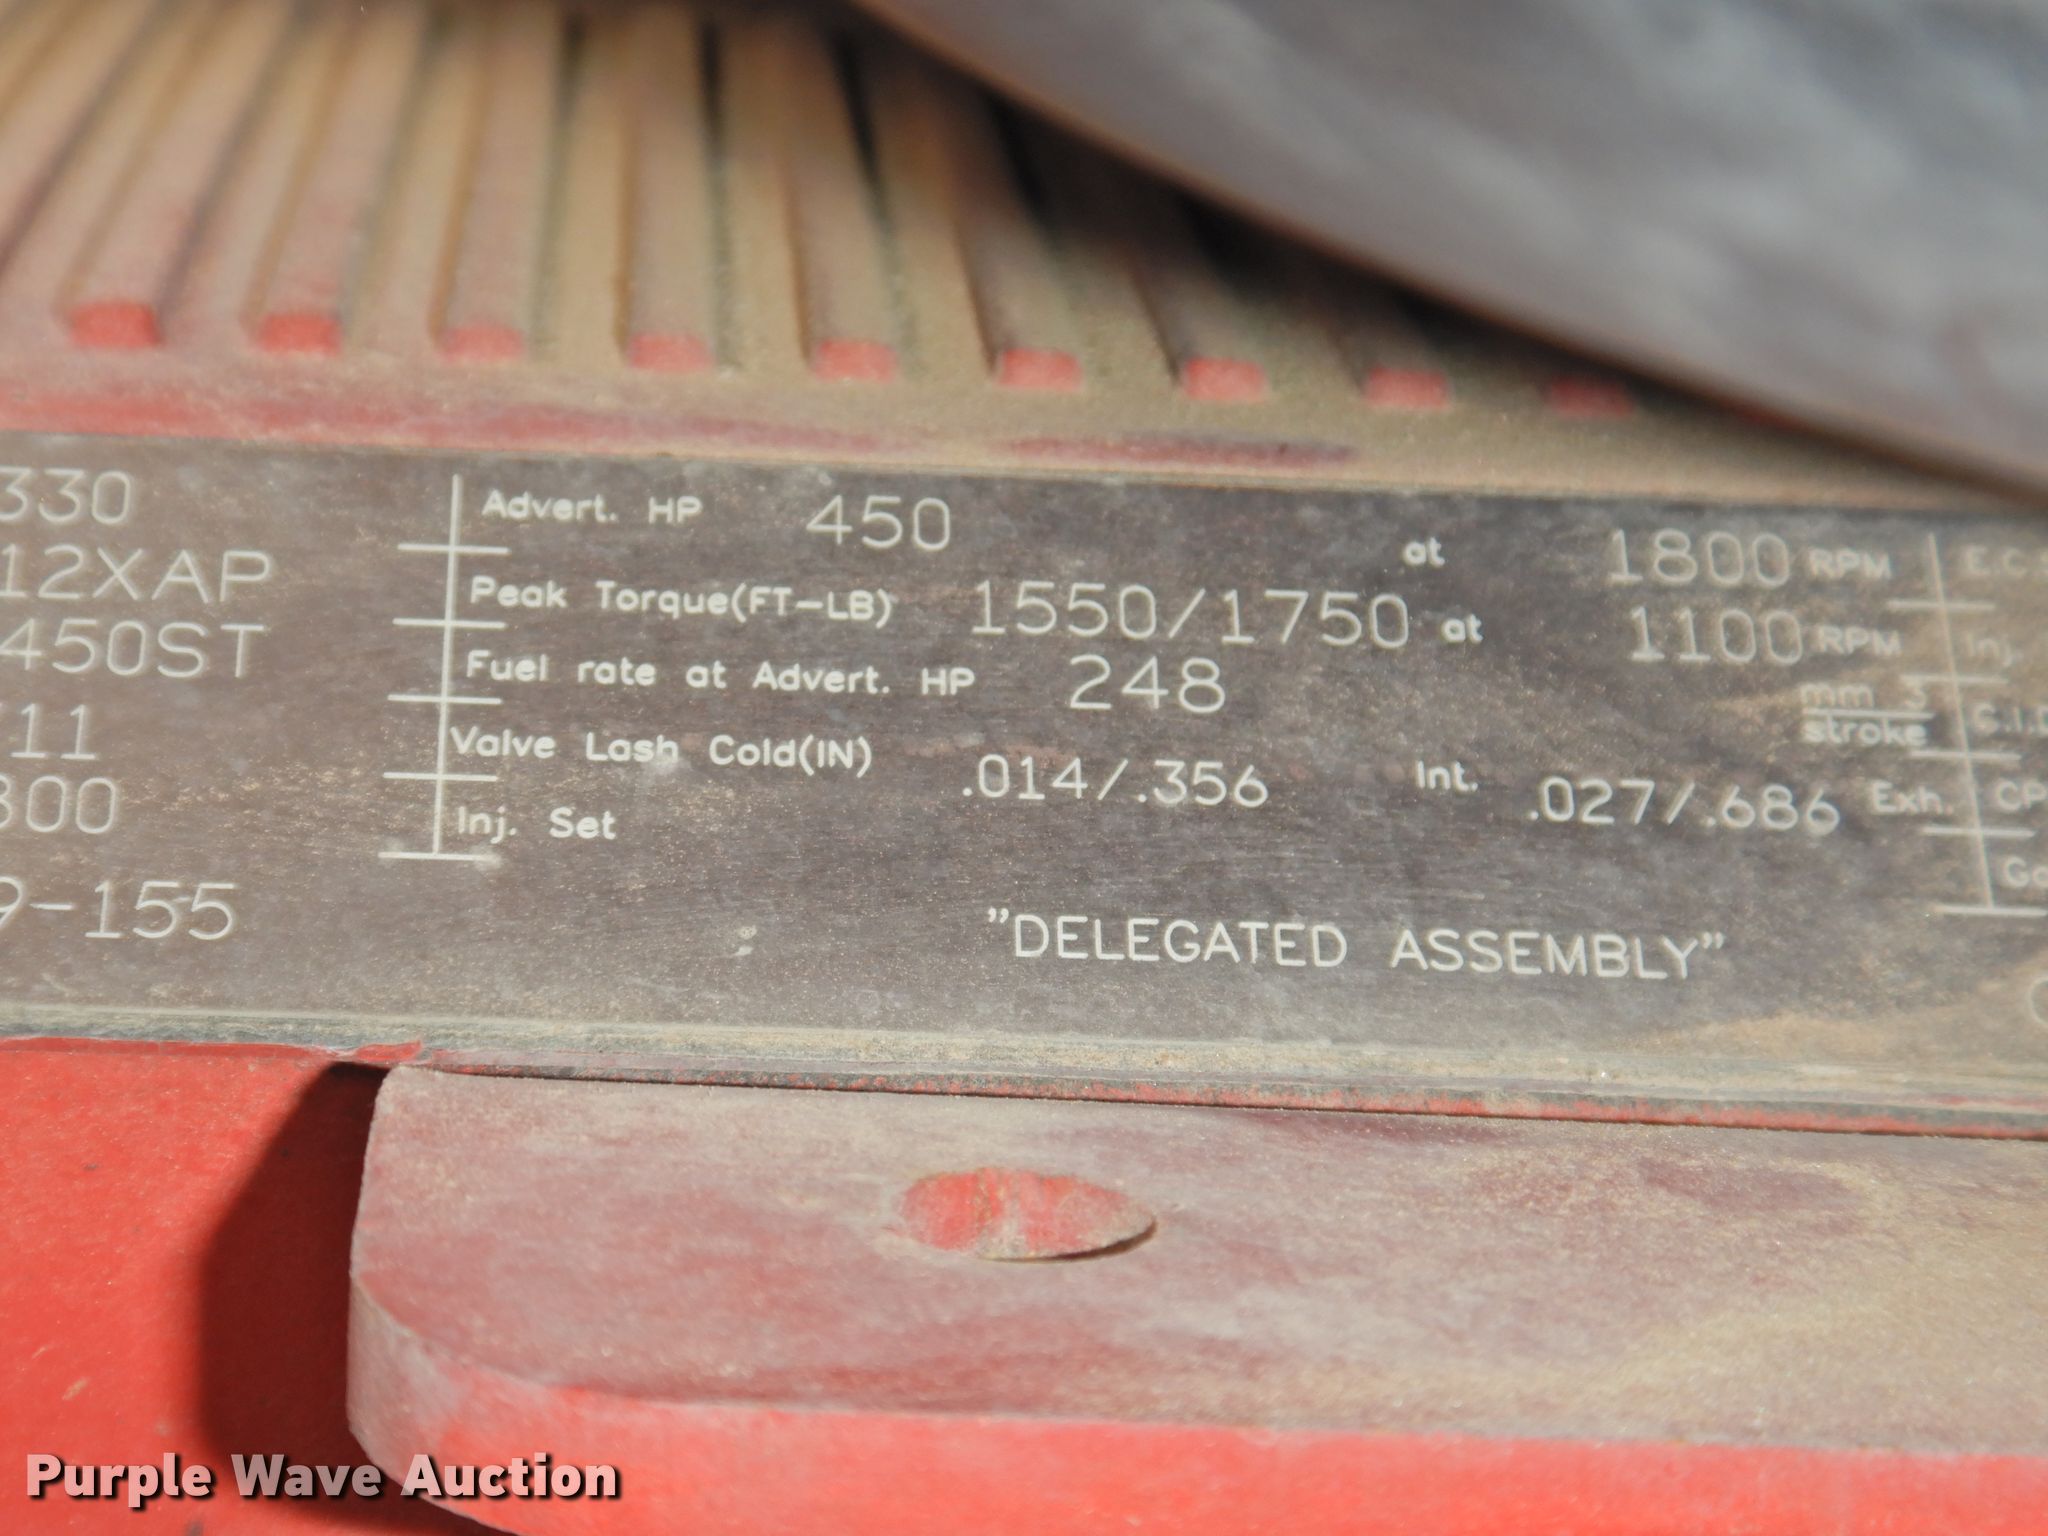 330
12XAP
450ST
11
800
9-155
Advert. HP 450 at 1800 RPM
Peak Torque(FT-LB) 1550/1750 at 1100 RPM
Fuel rate at Advert. HP 248 mm 3
stroke
Valve Lash Cold(IN) .014/.356 Int. .027/.686 Exh.
Inj. Set
"DELEGATED ASSEMBLY"
E.C.S
Inj.
C.I.D
CP
Purple Wave Auction